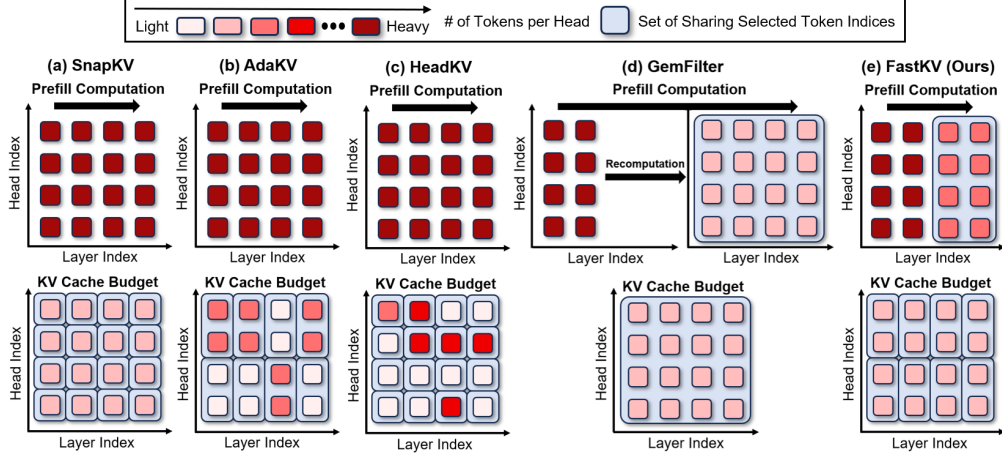 Light ••• Heavy # of Tokens per Head Set of Sharing Selected Token Indices
(a) SnapKV
Prefill Computation
Head Index
Layer Index
KV Cache Budget
Head Index
Layer Index
(b) AdaKV
Prefill Computation
Head Index
Layer Index
KV Cache Budget
Head Index
Layer Index
(c) HeadKV
Prefill Computation
Head Index
Layer Index
KV Cache Budget
Head Index
Layer Index
(d) GemFilter
Prefill Computation
Head Index
Recomputation
Layer Index
Layer Index
KV Cache Budget
Head Index
Layer Index
(e) FastKV (Ours)
Prefill Computation
Head Index
Layer Index
KV Cache Budget
Head Index
Layer Index